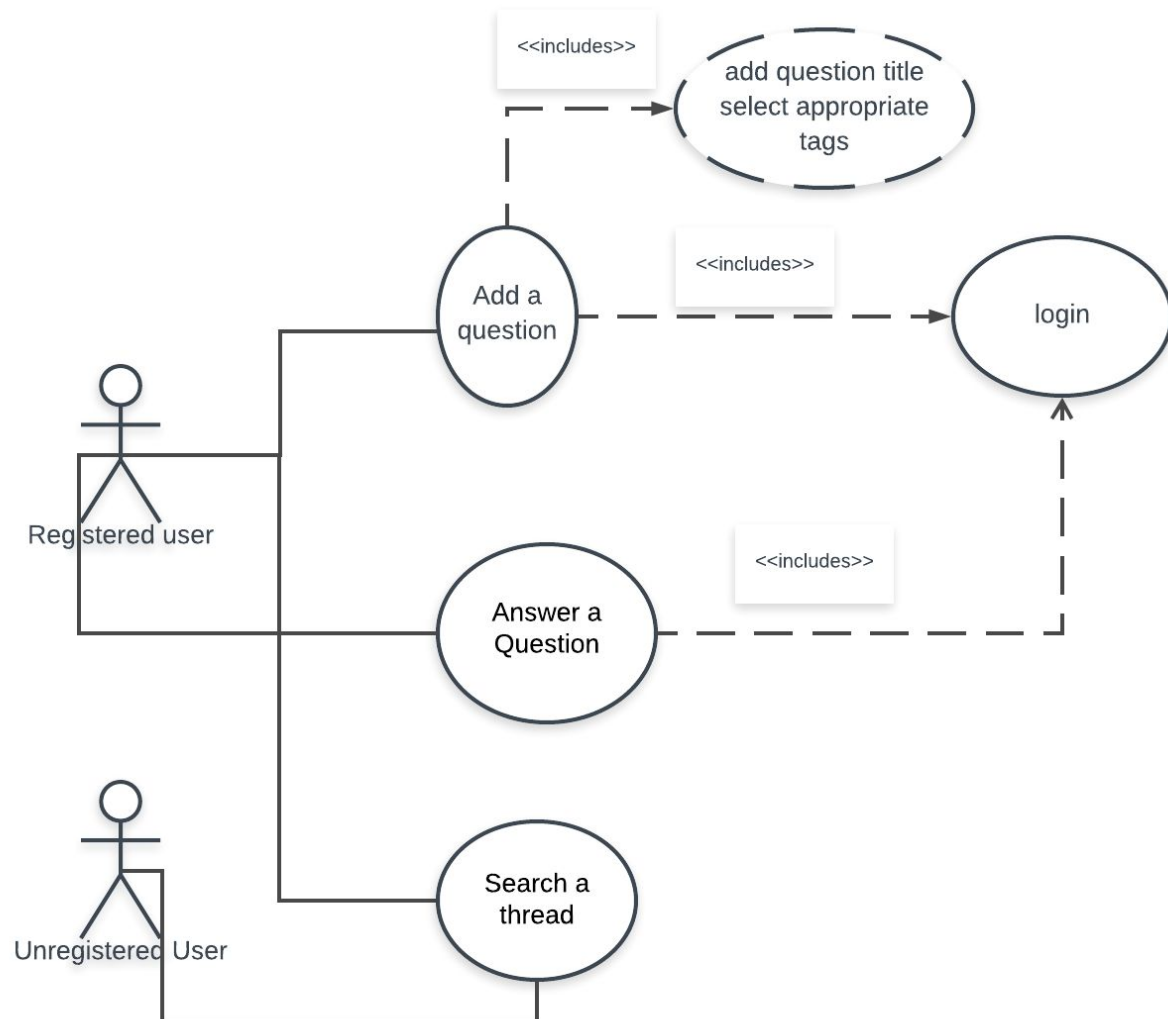 <<includes>>
add question title
select appropriate
tags
<<includes>>
Add a
question
login
Registered user
<<includes>>
Answer a
Question
Search a
thread
Unregistered User